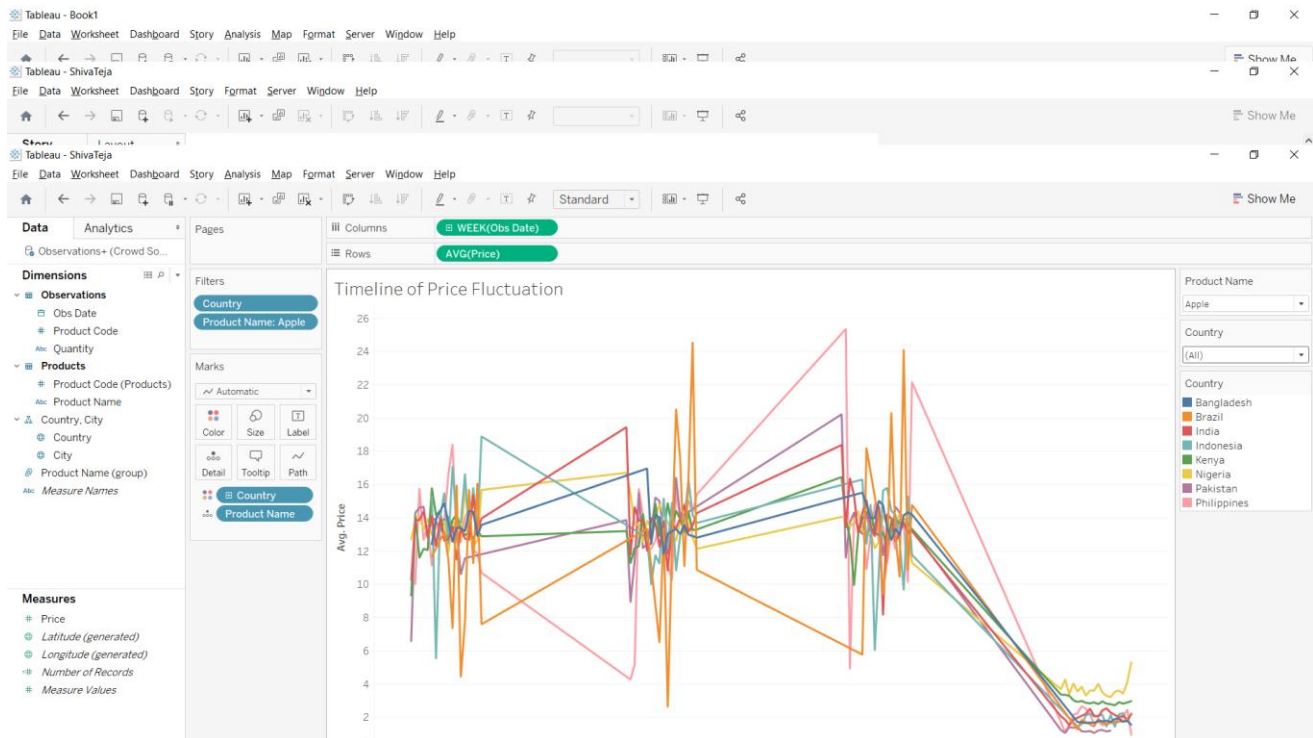 Tableau - Book1
File Data Worksheet Dashboard Story Analysis Map Format Server Window Help
Show Me
Tableau - ShivaTeja
File Data Worksheet Dashboard Story Format Server Window Help
Show Me
Story Layout
Tableau - ShivaTeja
File Data Worksheet Dashboard Story Analysis Map Format Server Window Help
Standard
Show Me
Data Analytics
Pages
Columns WEEK(Obs Date)
Observations+ (Crowd So...
Rows AVG(Price)
Dimensions
Observations
Obs Date
# Product Code
Abc Quantity
Products
# Product Code (Products)
Abc Product Name
Country, City
Country
City
Product Name (group)
Abc Measure Names
Measures
# Price
Latitude (generated)
Longitude (generated)
=# Number of Records
# Measure Values
Filters
Country
Product Name: Apple
Marks
Automatic
Color Size Label
Detail Tooltip Path
Country
Product Name
Timeline of Price Fluctuation
Avg. Price
26
24
22
20
18
16
14
12
10
8
6
4
2
Product Name
Apple
Country
(All)
Country
Bangladesh
Brazil
India
Indonesia
Kenya
Nigeria
Pakistan
Philippines